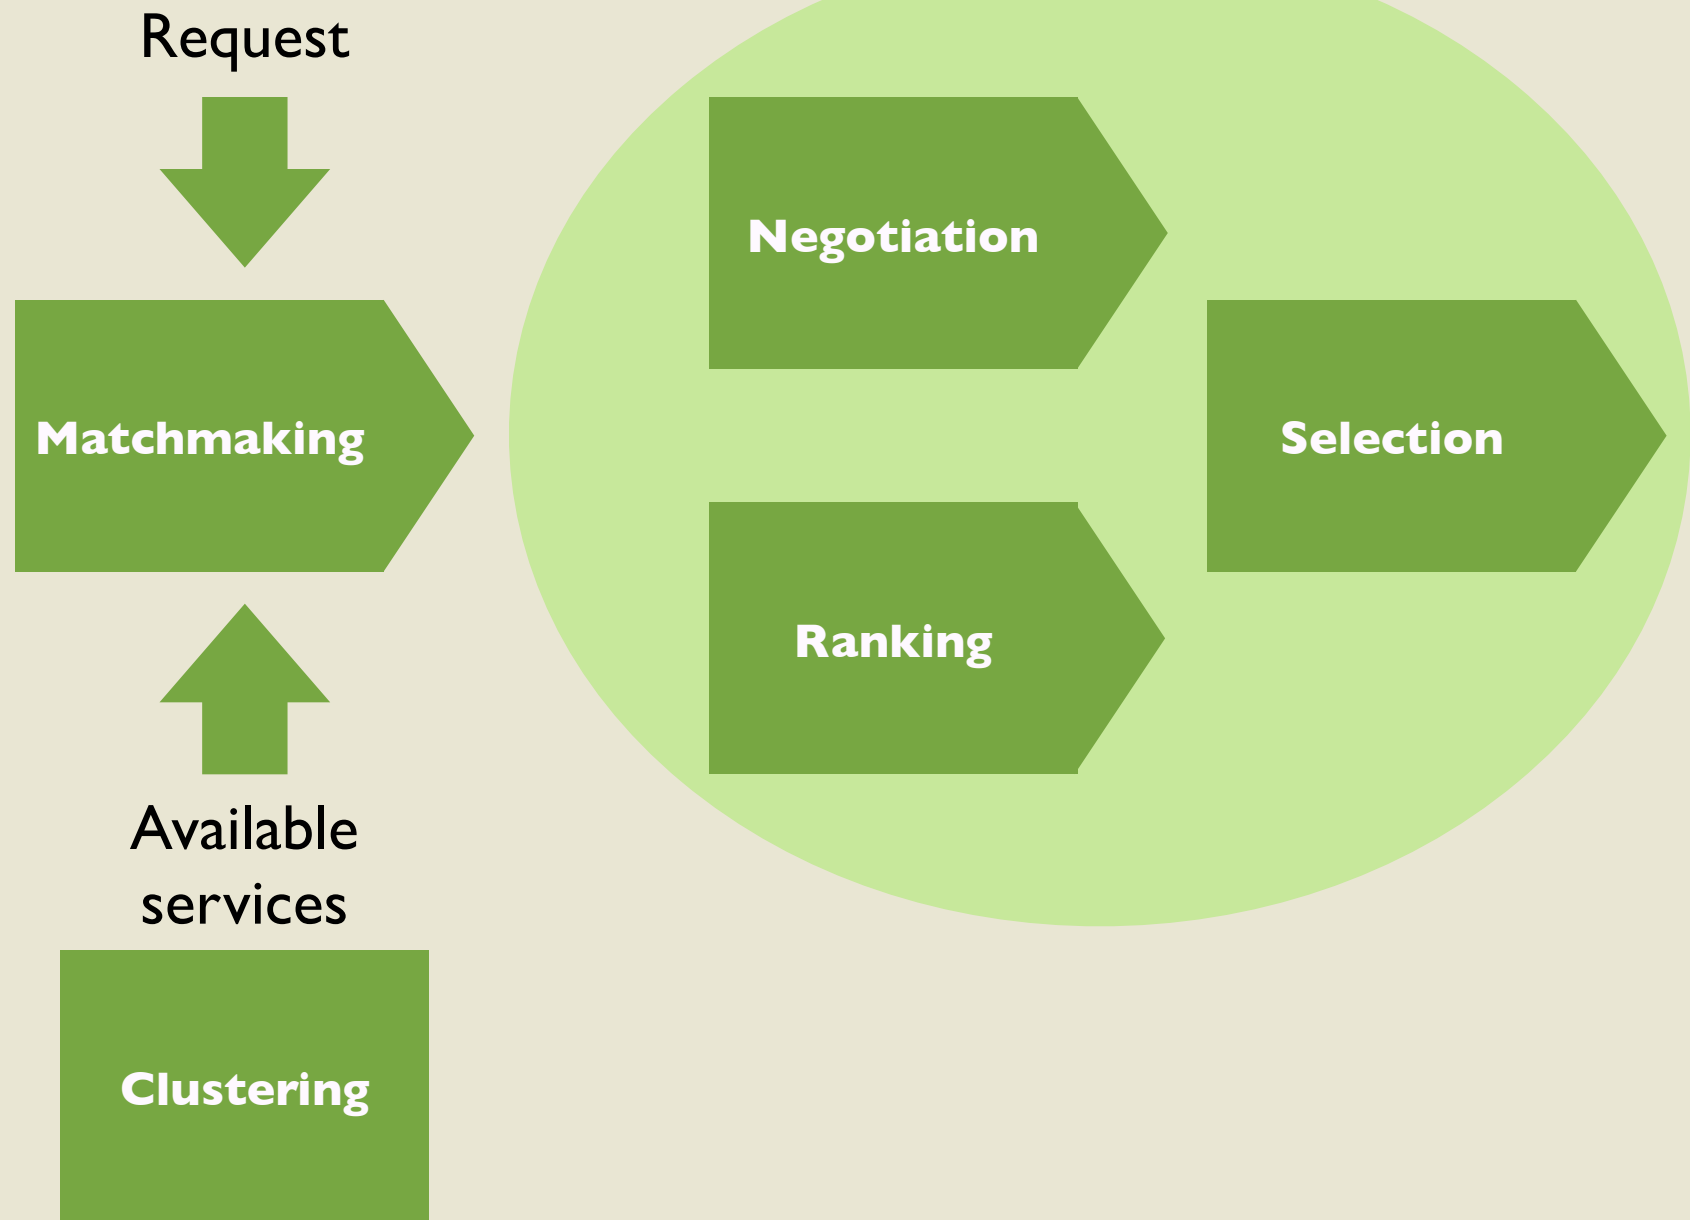 Request
Negotiation
Matchmaking
Selection
Ranking
Available
services
Clustering